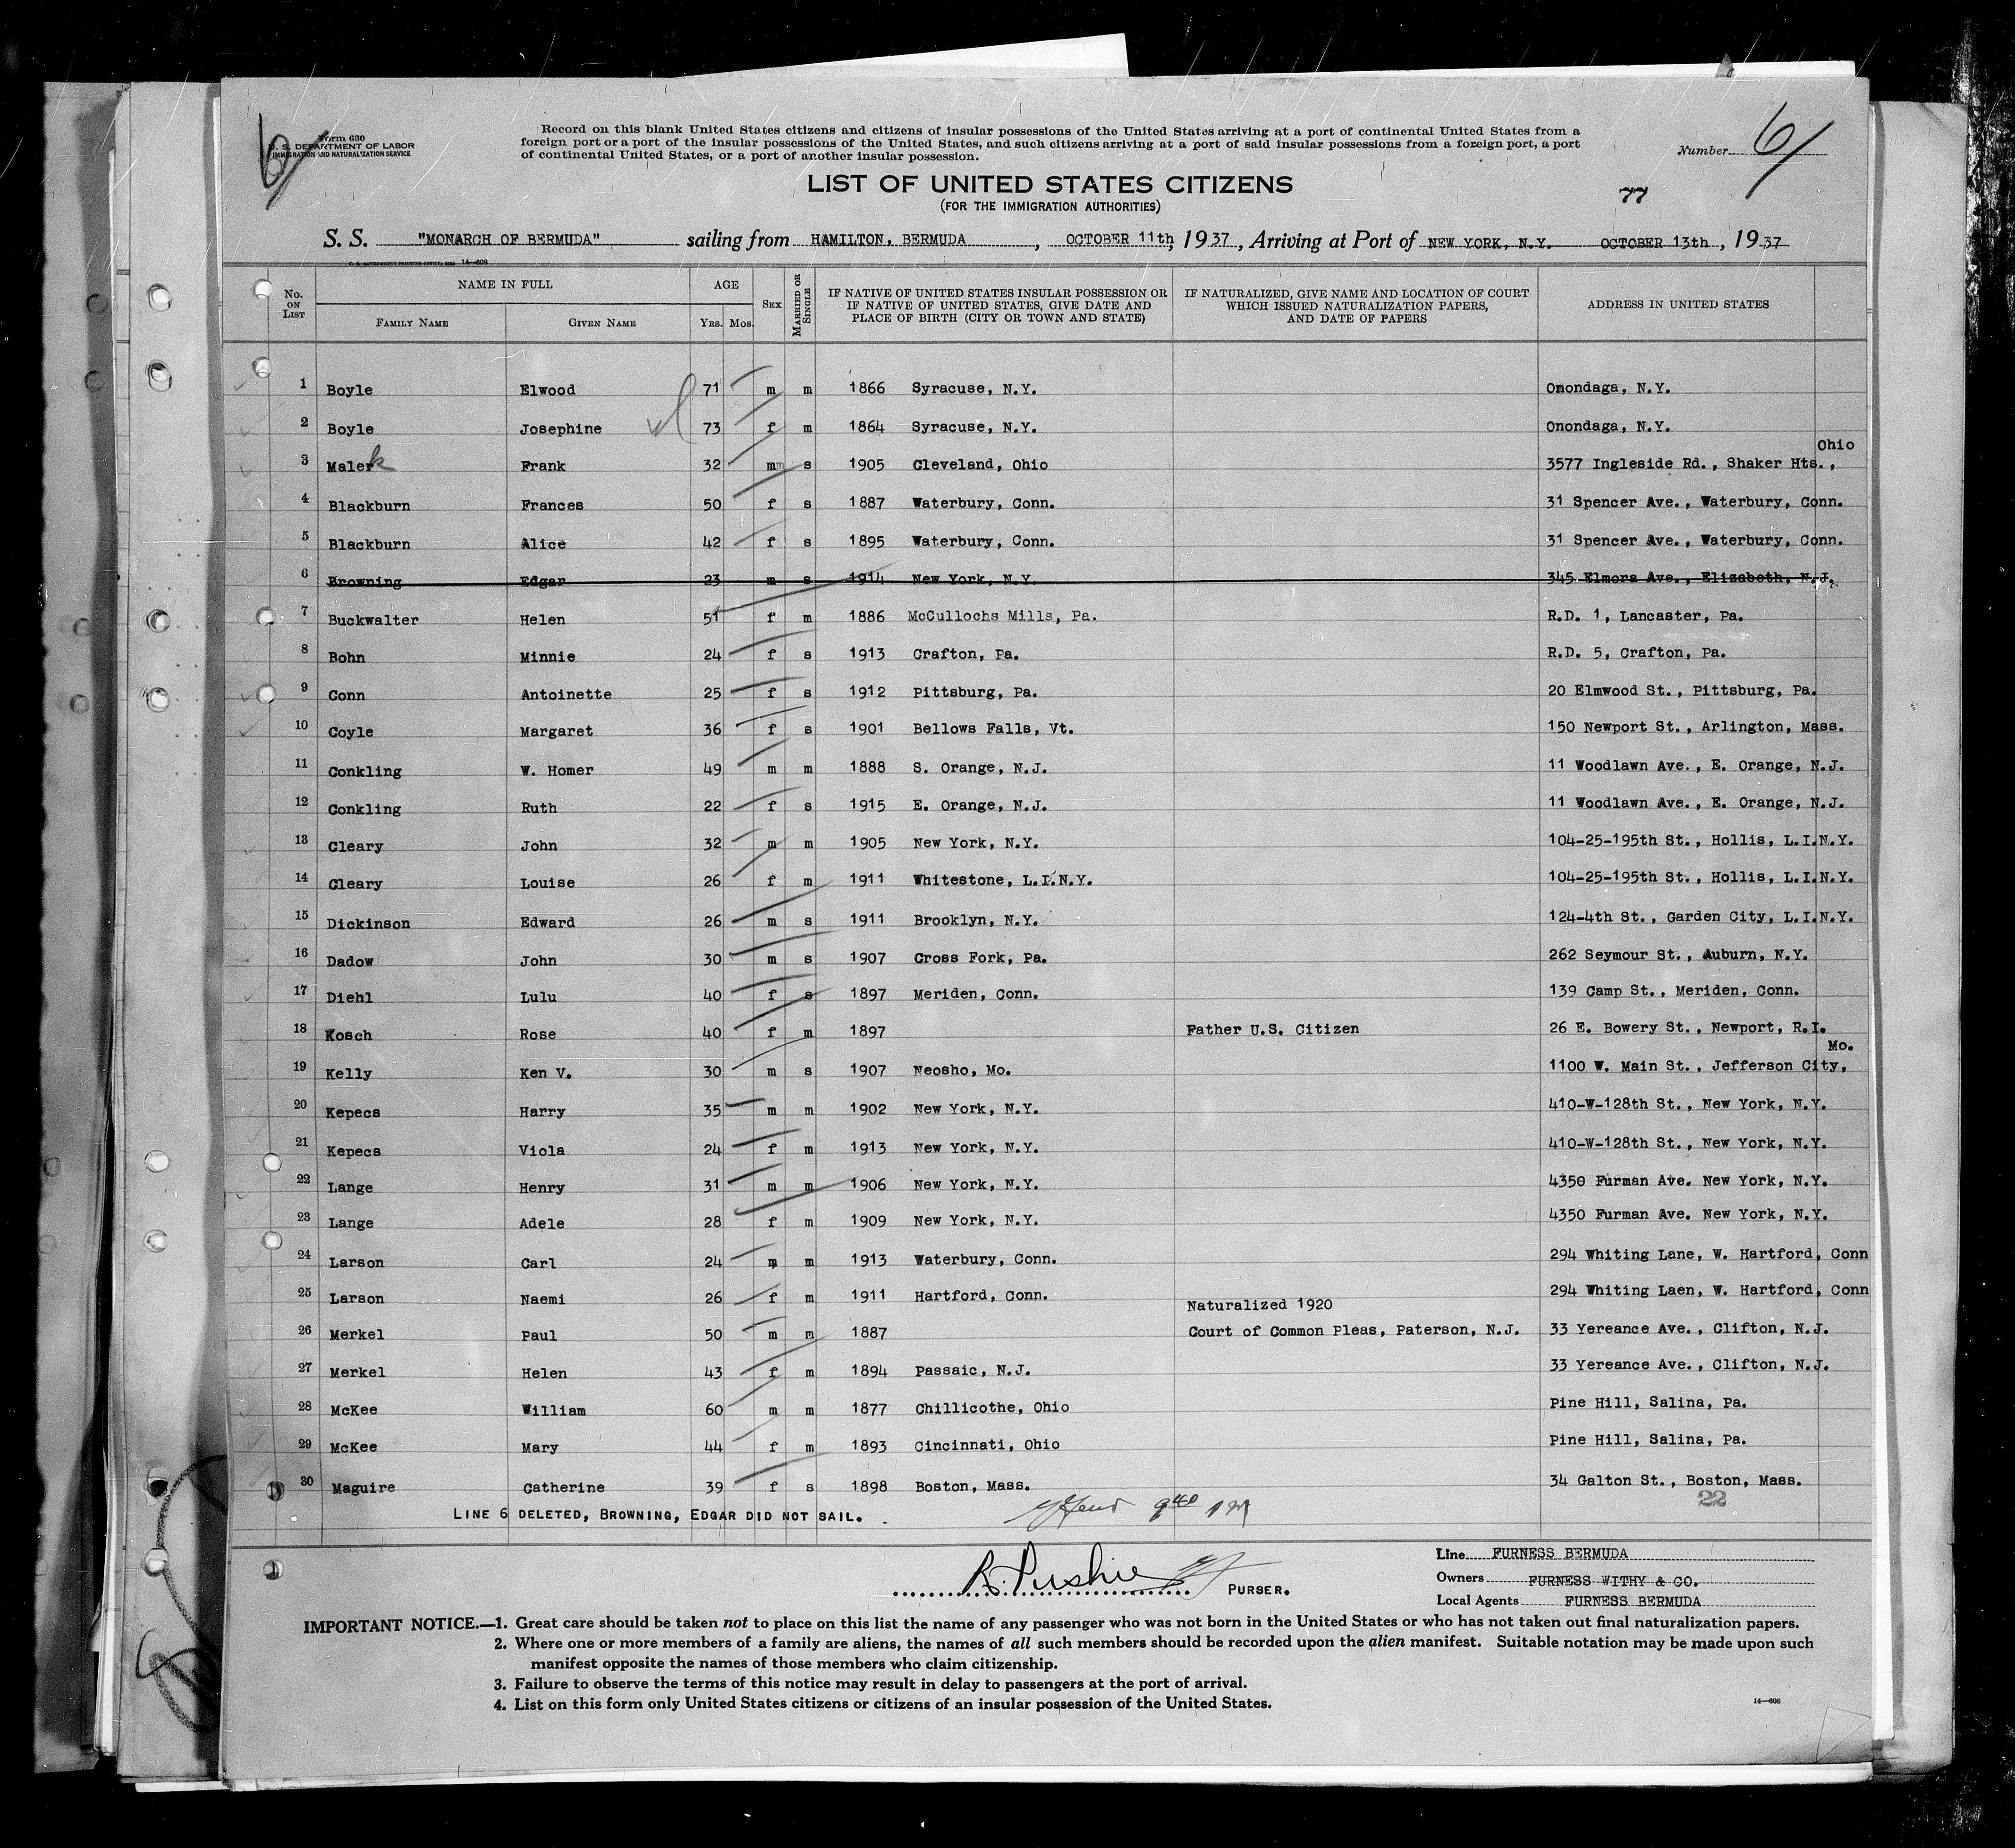 Form 630
U. S. DEPARTMENT OF LABOR
IMMIGRATION AND NATURALIZATION SERVICE
Record on this blank United States citizens and citizens of insular possessions of the United States arriving at a port of continental United States from a
foreign port or a port of the insular possessions of the United States, and such citizens arriving at a port of said insular possessions from a foreign port, a port
of continental United States, or a port of another insular possession.
Number 6
LIST OF UNITED STATES CITIZENS
(FOR THE IMMIGRATION AUTHORITIES)
77
S. S. "MONARCH OF BERMUDA" sailing from HAMILTON, BERMUDA, OCTOBER 11th, 1937, Arriving at Port of NEW YORK, N.Y. OCTOBER 13th, 1937
U. S. GOVERNMENT PRINTING OFFICE 14—608
No. ON LIST NAME IN FULL FAMILY NAME GIVEN NAME AGE YRS. MOS. SEX MARRIED OR SINGLE IF NATIVE OF UNITED STATES INSULAR POSSESSION OR IF NATIVE OF UNITED STATES, GIVE DATE AND PLACE OF BIRTH (CITY OR TOWN AND STATE) IF NATURALIZED, GIVE NAME AND LOCATION OF COURT WHICH ISSUED NATURALIZATION PAPERS, AND DATE OF PAPERS ADDRESS IN UNITED STATES
1 Boyle Elwood 71 m m 1866 Syracuse, N.Y. Onondaga, N.Y.
2 Boyle Josephine 73 f m 1864 Syracuse, N.Y. Onondaga, N.Y.
3 Malek Frank 32 m s 1905 Cleveland, Ohio 3577 Ingleside Rd., Shaker Hts., Ohio
4 Blackburn Frances 50 f s 1887 Waterbury, Conn. 31 Spencer Ave., Waterbury, Conn.
5 Blackburn Alice 42 f s 1895 Waterbury, Conn. 31 Spencer Ave., Waterbury, Conn.
6 Browning Edgar 23 m s 1914 New York, N.Y. 345 Elmora Ave., Elizabeth, N.J.
7 Buckwalter Helen 51 f m 1886 McCullochs Mills, Pa. R.D. 1, Lancaster, Pa.
8 Bohn Minnie 24 f s 1913 Crafton, Pa. R.D. 5, Crafton, Pa.
9 Conn Antoinette 25 f s 1912 Pittsburg, Pa. 20 Elmwood St., Pittsburg, Pa.
10 Coyle Margaret 36 f s 1901 Bellows Falls, Vt. 150 Newport St., Arlington, Mass.
11 Conkling W. Homer 49 m m 1888 S. Orange, N.J. 11 Woodlawn Ave., E. Orange, N.J.
12 Conkling Ruth 22 f s 1915 E. Orange, N.J. 11 Woodlawn Ave., E. Orange, N.J.
13 Cleary John 32 m m 1905 New York, N.Y. 104-25-195th St., Hollis, L.I.N.Y.
14 Cleary Louise 26 f m 1911 Whitestone, L.I.N.Y. 104-25-195th St., Hollis, L.I.N.Y.
15 Dickinson Edward 26 m s 1911 Brooklyn, N.Y. 124-4th St., Garden City, L.I.N.Y.
16 Dadow John 30 m s 1907 Cross Fork, Pa. 262 Seymour St., Auburn, N.Y.
17 Diehl Lulu 40 f s 1897 Meriden, Conn. 139 Camp St., Meriden, Conn.
18 Kosch Rose 40 f m 1897 Father U.S. Citizen 26 E. Bowery St., Newport, R.I.
19 Kelly Ken V. 30 m s 1907 Neosho, Mo. 1100 W. Main St., Jefferson City, Mo.
20 Kepecs Harry 35 m m 1902 New York, N.Y. 410-W-128th St., New York, N.Y.
21 Kepecs Viola 24 f m 1913 New York, N.Y. 410-W-128th St., New York, N.Y.
22 Lange Henry 31 m m 1906 New York, N.Y. 4350 Furman Ave. New York, N.Y.
23 Lange Adele 28 f m 1909 New York, N.Y. 4350 Furman Ave. New York, N.Y.
24 Larson Carl 24 m m 1913 Waterbury, Conn. 294 Whiting Lane, W. Hartford, Conn
25 Larson Naemi 26 f m 1911 Hartford, Conn. 294 Whiting Laen, W. Hartford, Conn
Naturalized 1920
26 Merkel Paul 50 m m 1887 Court of Common Pleas, Paterson, N.J. 33 Yereance Ave., Clifton, N.J.
27 Merkel Helen 43 f m 1894 Passaic, N.J. 33 Yereance Ave., Clifton, N.J.
28 McKee William 60 m m 1877 Chillicothe, Ohio Pine Hill, Salina, Pa.
29 McKee Mary 44 f m 1893 Cincinnati, Ohio Pine Hill, Salina, Pa.
30 Maguire Catherine 39 f s 1898 Boston, Mass. 34 Galton St., Boston, Mass.
22
LINE 6 DELETED, BROWNING, EDGAR DID NOT SAIL.
PURSER.
Line FURNESS BERMUDA
Owners FURNESS WITHY & CO.
Local Agents FURNESS BERMUDA
IMPORTANT NOTICE.—1. Great care should be taken not to place on this list the name of any passenger who was not born in the United States or who has not taken out final naturalization papers.
2. Where one or more members of a family are aliens, the names of all such members should be recorded upon the alien manifest. Suitable notation may be made upon such
manifest opposite the names of those members who claim citizenship.
3. Failure to observe the terms of this notice may result in delay to passengers at the port of arrival.
4. List on this form only United States citizens or citizens of an insular possession of the United States.
14—608